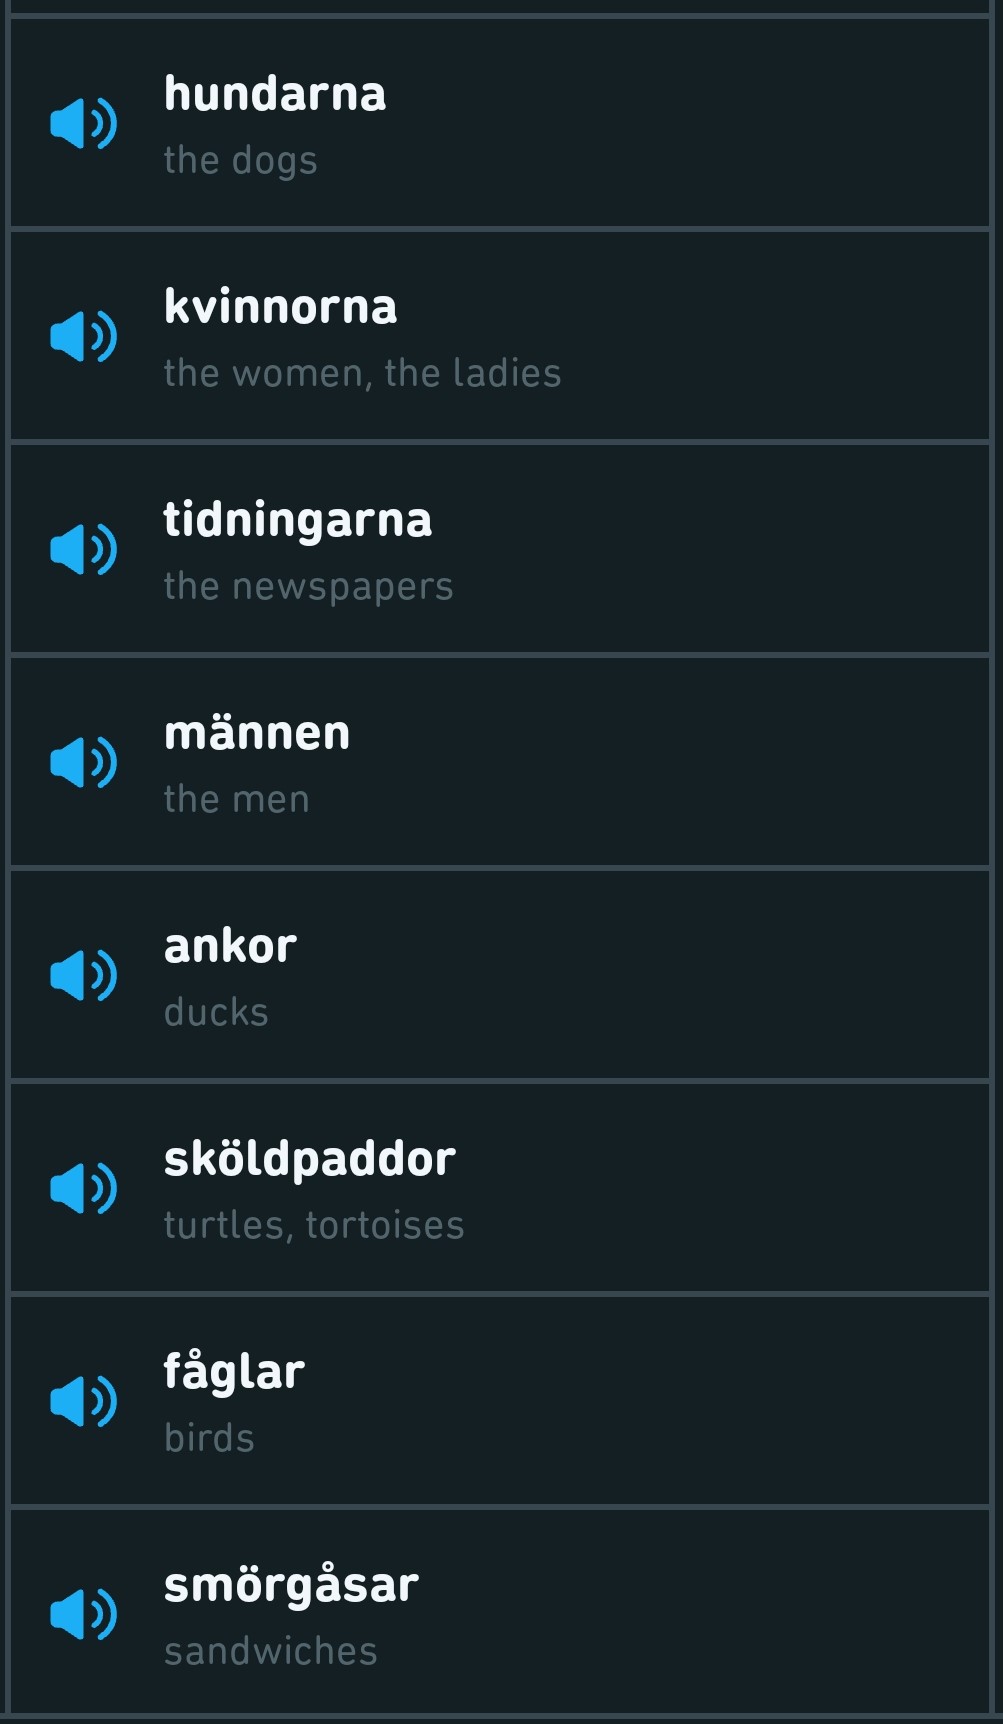 hundarna
the dogs
kvinnorna
the women, the ladies
tidningarna
the newspapers
männen
the men
ankor
ducks
sköldpaddor
turtles, tortoises
fåglar
birds
smörgåsar
sandwiches